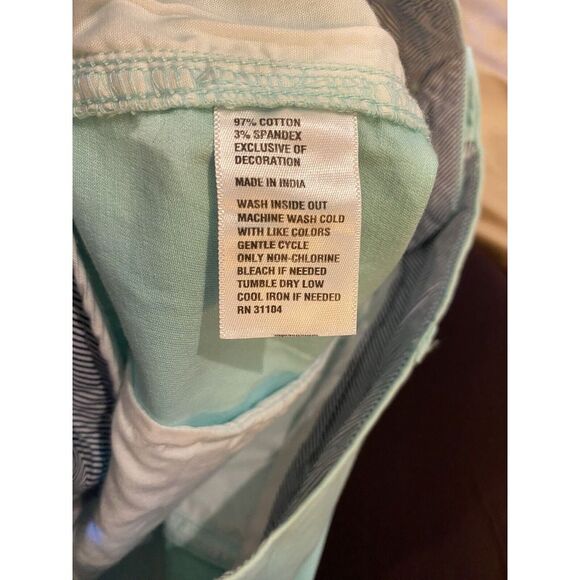 97% COTTON
3% SPANDEX
EXCLUSIVE OF
DECORATION
MADE IN INDIA
WASH INSIDE OUT
MACHINE WASH COLD
WITH LIKE COLORS
GENTLE CYCLE
ONLY NON-CHLORINE
BLEACH IF NEEDED
TUMBLE DRY LOW
COOL IRON IF NEEDED
RN 31104